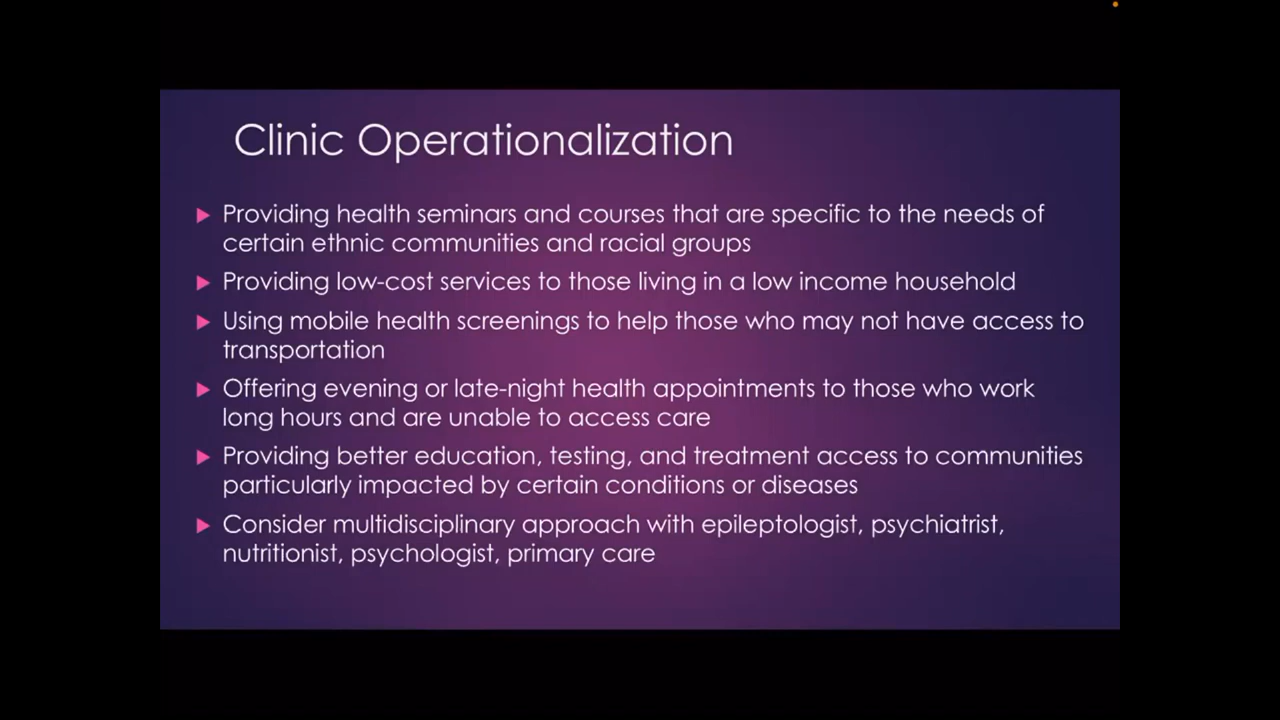 Clinic Operationalization
Providing health seminars and courses that are specific to the needs of
certain ethnic communities and racial groups
Providing low-cost services to those living in a low income household
Using mobile health screenings to help those who may not have access to
transportation
Offering evening or late-night health appointments to those who work
long hours and are unable to access care
Providing better education, testing, and treatment access to communities
particularly impacted by certain conditions or diseases
Consider multidisciplinary approach with epileptologist, psychiatrist,
nutritionist, psychologist, primary care